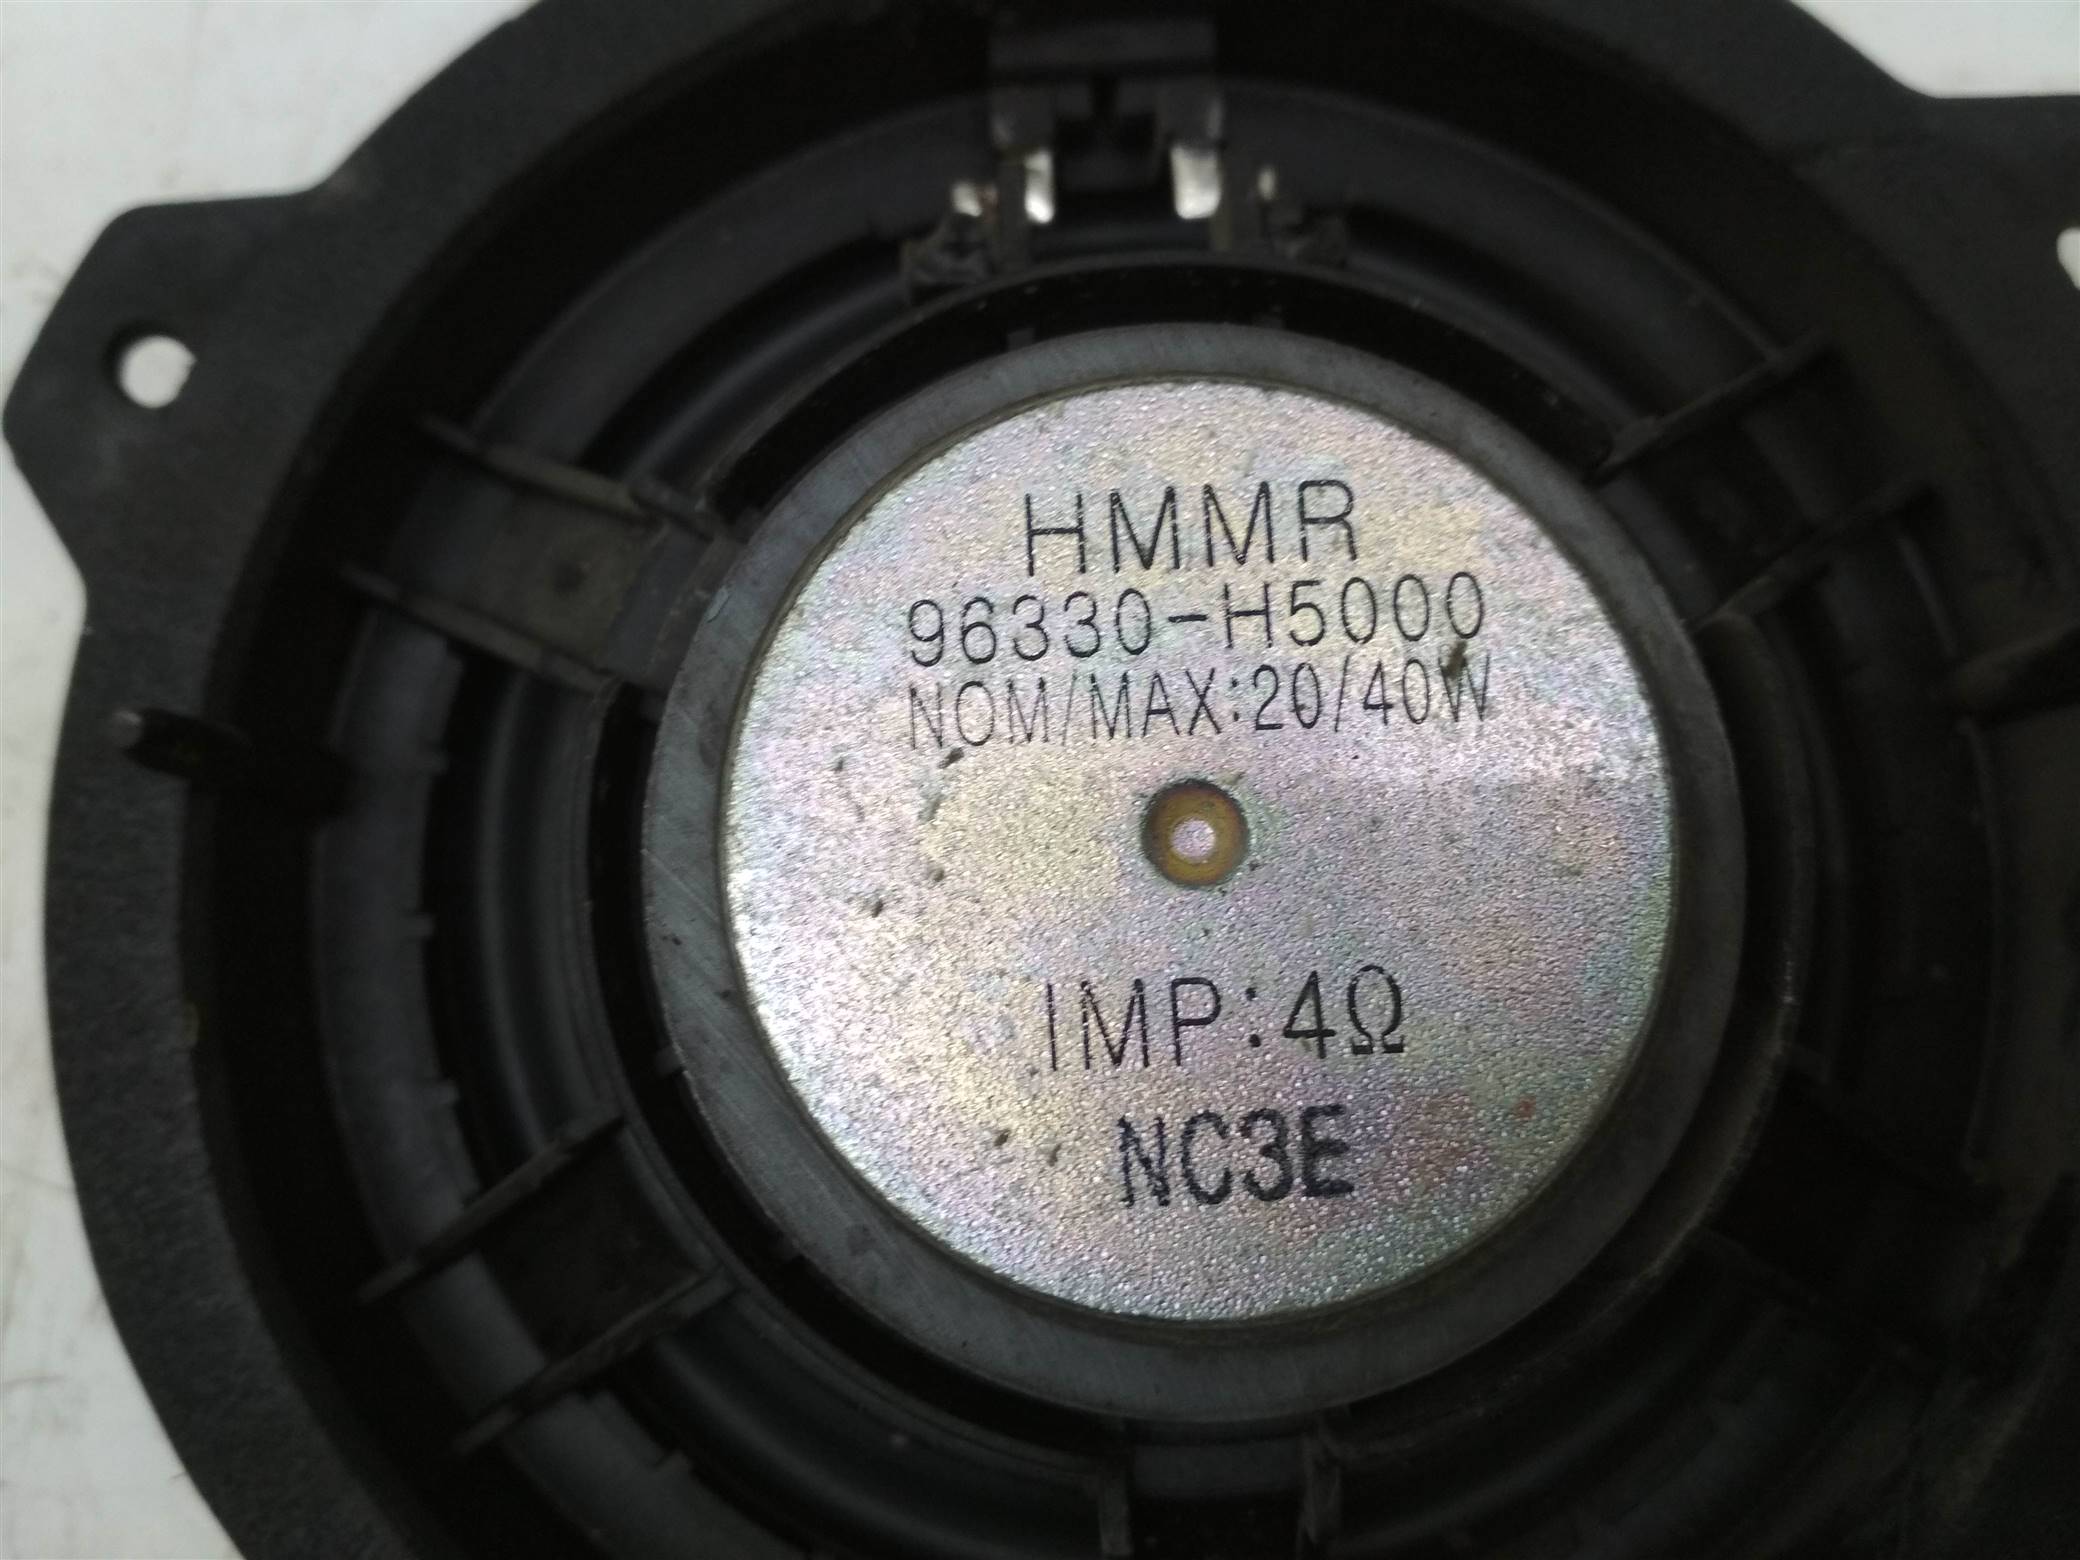 HMMR
96330-H5000
NOM/MAX:20/40W
IMP:4Ω
NC3E